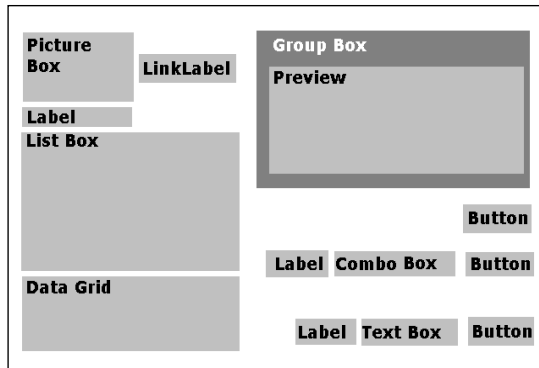 Picture
Box
LinkLabel
Label
List Box
Data Grid
Group Box
Preview
Button
Label Combo Box Button
Label Text Box Button